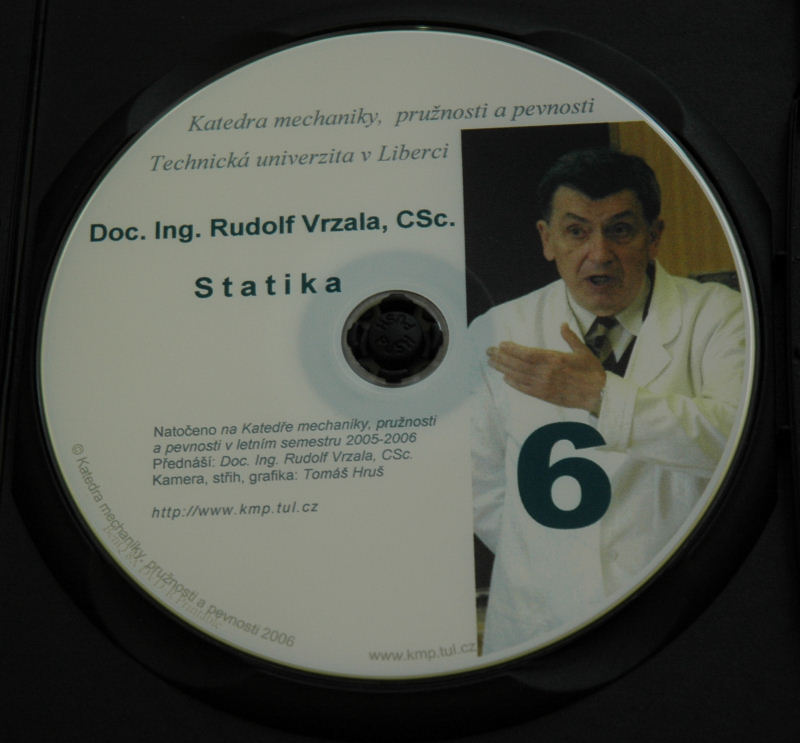 Katedra mechaniky, pružnosti a pevnosti
Technická univerzita v Liberci
Doc. Ing. Rudolf Vrzala, CSc.
Statika
PUSH
6
Natočeno na Katedře mechaniky, pružnosti
a pevnosti v letním semestru 2005-2006
Přednáší: Doc. Ing. Rudolf Vrzala, CSc.
Kamera, střih, grafika: Tomáš Hruš
http://www.kmp.tul.cz
© Katedra mechaniky, pružnosti a pevnosti 2006
www.kmp.tul.cz